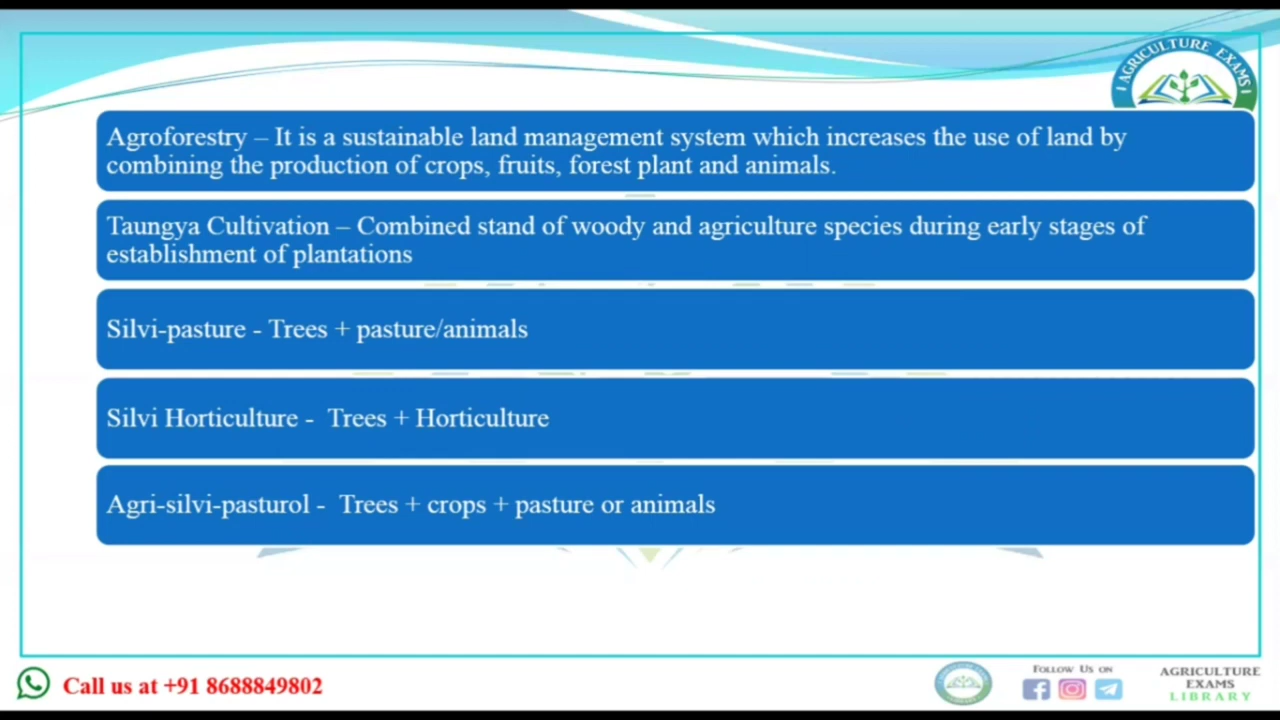 AGRICULTURE EXAMS
Agroforestry – It is a sustainable land management system which increases the use of land by
combining the production of crops, fruits, forest plant and animals.
Taungya Cultivation – Combined stand of woody and agriculture species during early stages of
establishment of plantations
Silvi-pasture - Trees + pasture/animals
Silvi Horticulture -  Trees + Horticulture
Agri-silvi-pasturol -  Trees + crops + pasture or animals
Call us at +91 8688849802
Follow Us on
AGRICULTURE
EXAMS
LIBRARY